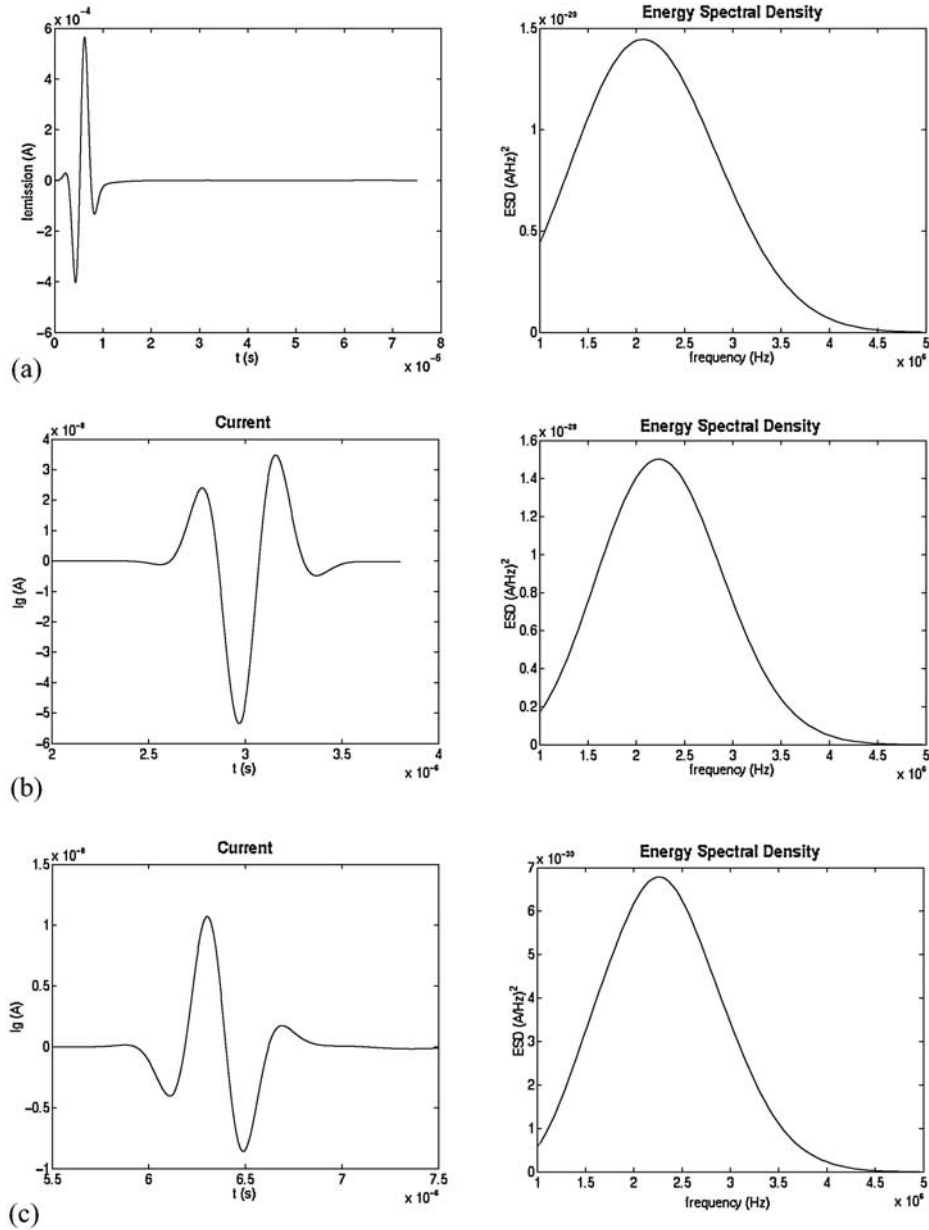 x 10⁻⁴
6
4
2
0
−2
−4
−6
Iemission (A)
0 1 2 3 4 5 6 7 8
t (s)
x 10⁻⁶
Energy Spectral Density
x 10⁻²⁹
1.5
1
0.5
0
ESD (A/Hz)²
1 1.5 2 2.5 3 3.5 4 4.5 5
frequency (Hz)
x 10⁶
(a)
Current
x 10⁻⁸
4
3
2
1
0
−1
−2
−3
−4
−5
−6
Ig (A)
2 2.5 3 3.5 4
t (s)
x 10⁻⁶
Energy Spectral Density
x 10⁻²⁸
1.6
1.4
1.2
1
0.8
0.6
0.4
0.2
0
ESD (A/Hz)²
1 1.5 2 2.5 3 3.5 4 4.5 5
frequency (Hz)
x 10⁶
(b)
Current
x 10⁻⁸
1.5
1
0.5
0
−0.5
−1
Ig (A)
5.5 6 6.5 7 7.5
t (s)
x 10⁻⁶
Energy Spectral Density
x 10⁻³⁰
7
6
5
4
3
2
1
0
ESD (A/Hz)²
1 1.5 2 2.5 3 3.5 4 4.5 5
frequency (Hz)
x 10⁶
(c)